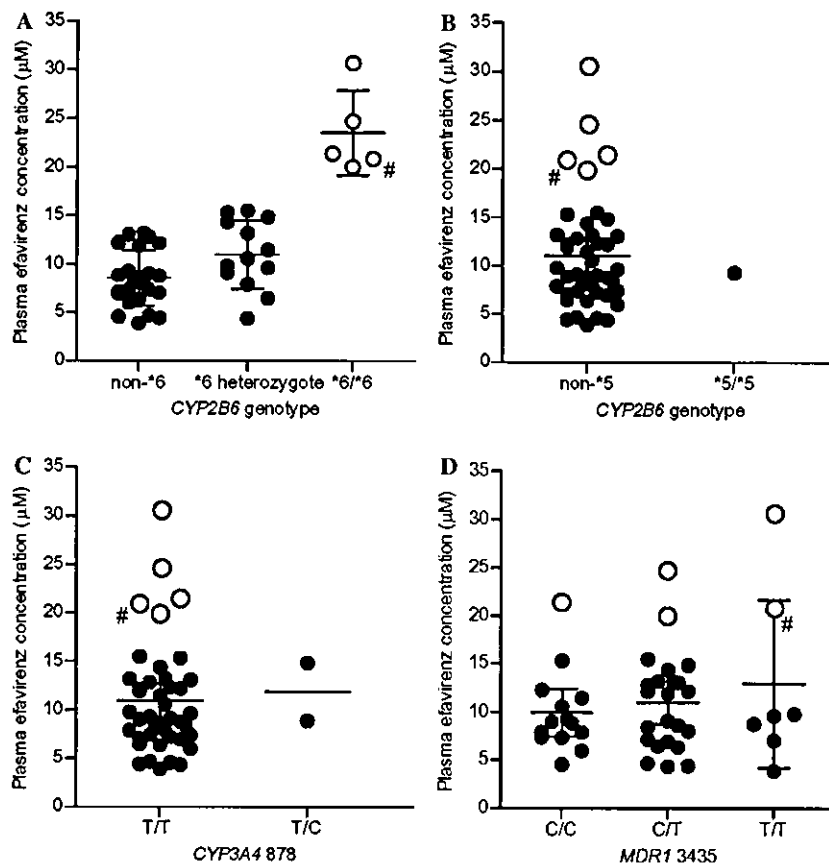 A
Plasma efavirenz concentration (µM)
35
30
25
20
15
10
5
0
#
non-*6 *6 heterozygote *6/*6
CYP2B6 genotype
B
Plasma efavirenz concentration (µM)
35
30
25
20
15
10
5
0
#
non-*5 *5/*5
CYP2B6 genotype
C
Plasma efavirenz concentration (µM)
35
30
25
20
15
10
5
0
#
T/T T/C
CYP3A4 878
D
Plasma efavirenz concentration (µM)
35
30
25
20
15
10
5
0
#
C/C C/T T/T
MDR1 3435